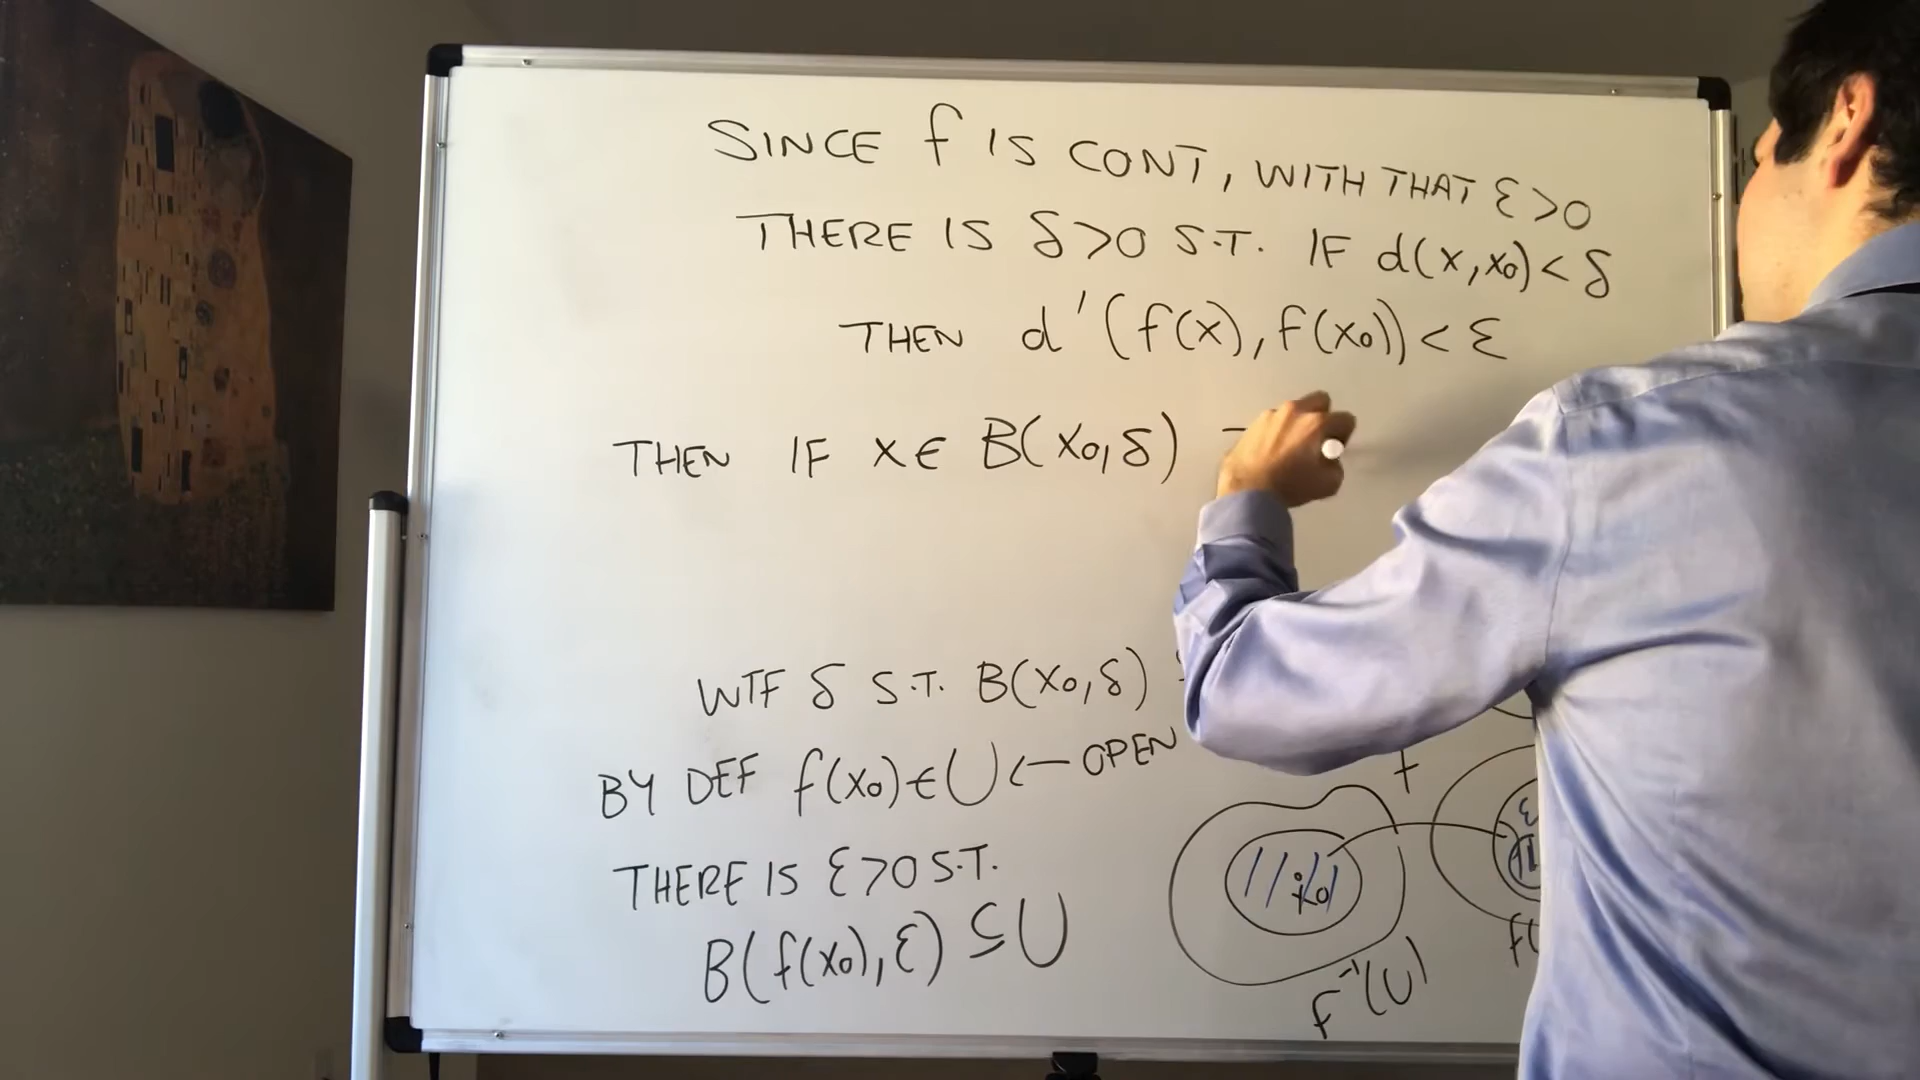 SINCE f IS CONT, WITH THAT ε>0
THERE IS δ>0 S.T. IF d(x,x₀)<δ
THEN d'(f(x),f(x₀))<ε
THEN IF x∈ B(x₀,δ)
WTF δ S.T. B(x₀,δ)
BY DEF f(x₀)∈U ← OPEN
THERE IS ε>0 S.T.
B(f(x₀),ε) ⊆U
f
ε
x₀
f(
f⁻¹(U)